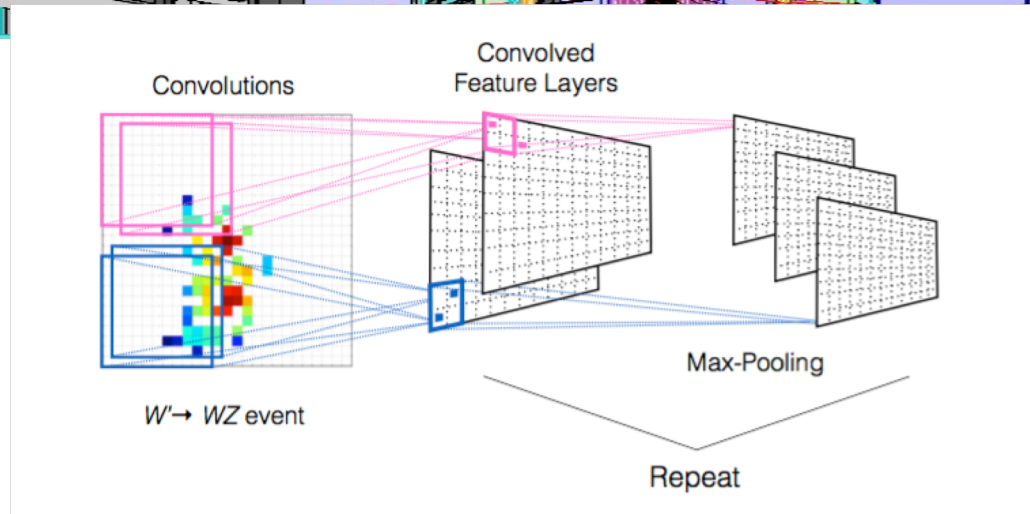 Convolutions
Convolved
Feature Layers
Max-Pooling
W'→ WZ event
Repeat